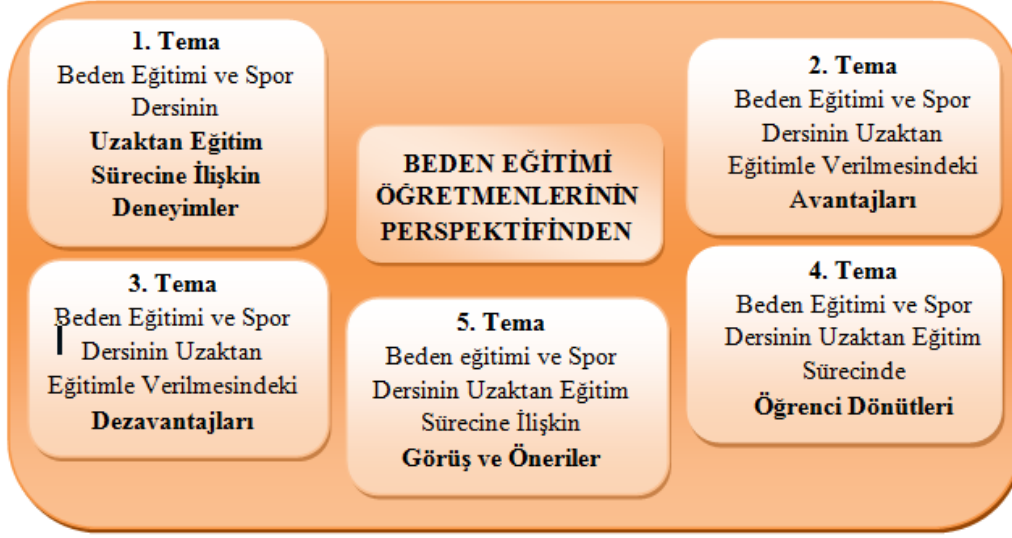 1. Tema
Beden Eğitimi ve Spor
Dersinin
Uzaktan Eğitim
Sürecine İlişkin
Deneyimler
BEDEN EĞİTİMİ
ÖĞRETMENLERİNİN
PERSPEKTİFİNDEN
2. Tema
Beden Eğitimi ve Spor
Dersinin Uzaktan
Eğitimle Verilmesindeki
Avantajları
3. Tema
Beden Eğitimi ve Spor
Dersinin Uzaktan
Eğitimle Verilmesindeki
Dezavantajları
5. Tema
Beden eğitimi ve Spor
Dersinin Uzaktan Eğitim
Sürecine İlişkin
Görüş ve Öneriler
4. Tema
Beden Eğitimi ve Spor
Dersinin Uzaktan Eğitim
Sürecinde
Öğrenci Dönütleri